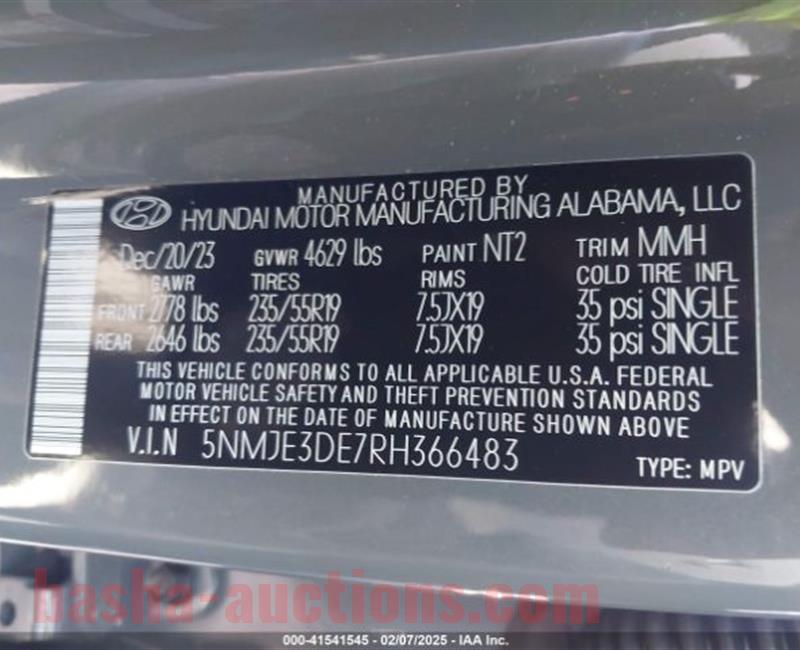 MANUFACTURED BY
HYUNDAI MOTOR MANUFACTURING ALABAMA, LLC
Dec/20/23 GVWR 4629 lbs PAINT NT2 TRIM MMH
GAWR TIRES RIMS COLD TIRE INFL
FRONT 2778 lbs 235/55R19 7.5JX19 35 psi SINGLE
REAR 2646 lbs 235/55R19 7.5JX19 35 psi SINGLE
THIS VEHICLE CONFORMS TO ALL APPLICABLE U.S.A. FEDERAL
MOTOR VEHICLE SAFETY AND THEFT PREVENTION STANDARDS
IN EFFECT ON THE DATE OF MANUFACTURE SHOWN ABOVE
V.I.N 5NMJE3DE7RH366483
TYPE: MPV
basha-auctions.com
000-41541545 - 02/07/2025 - IAA Inc.